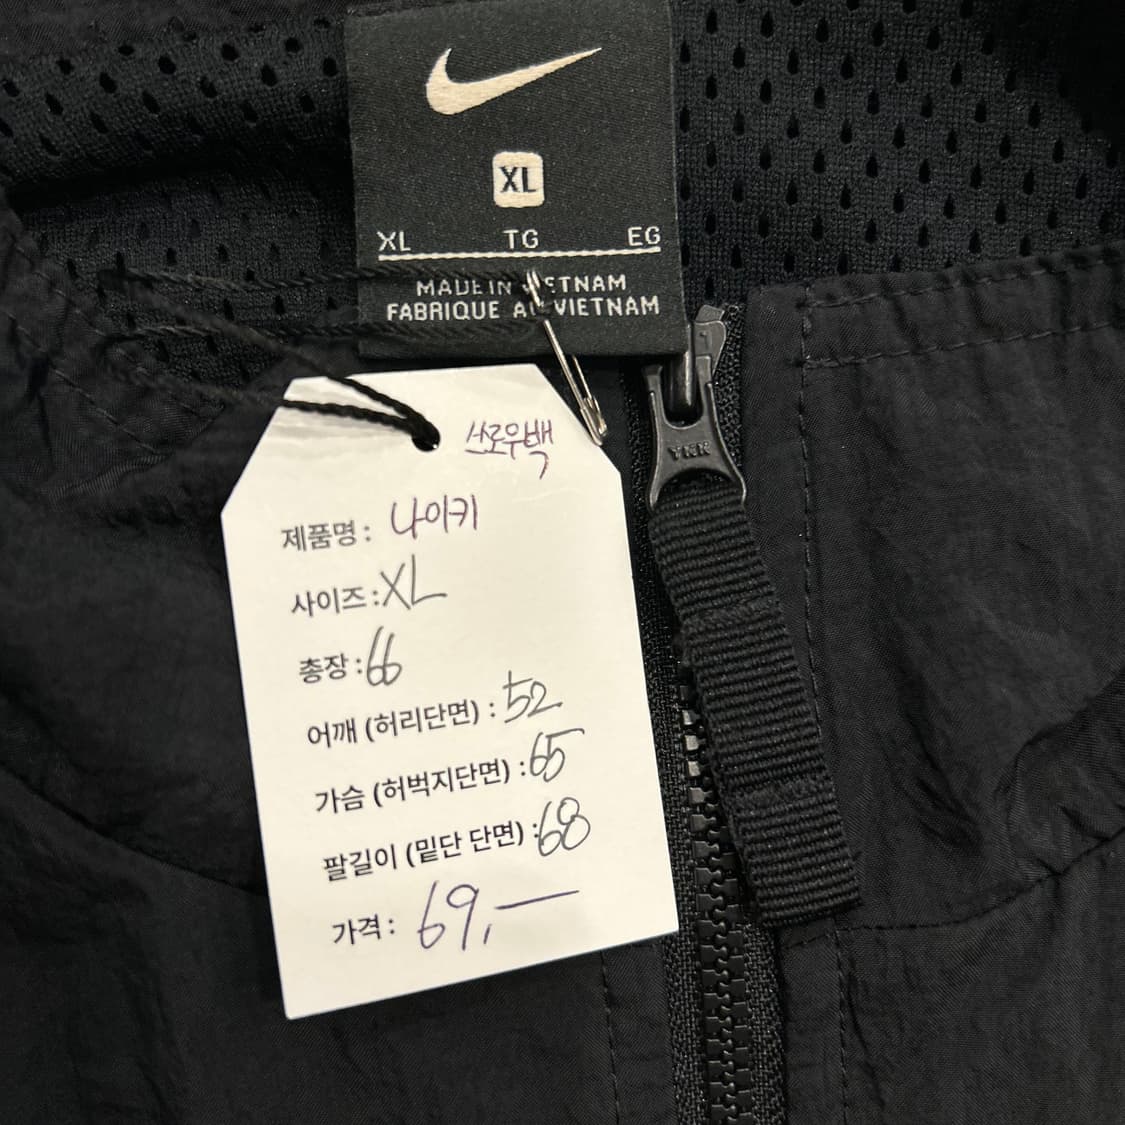 XL
XL TG EG
MADE IN VIETNAM
FABRIQUE AU VIETNAM
YKK
쓰로우백
제품명 : 나이키
사이즈 : XL
총장 : 66
어깨 (허리단면) : 52
가슴 (허벅지단면) : 65
팔길이 (밑단 단면) : 68
가격 : 69,—